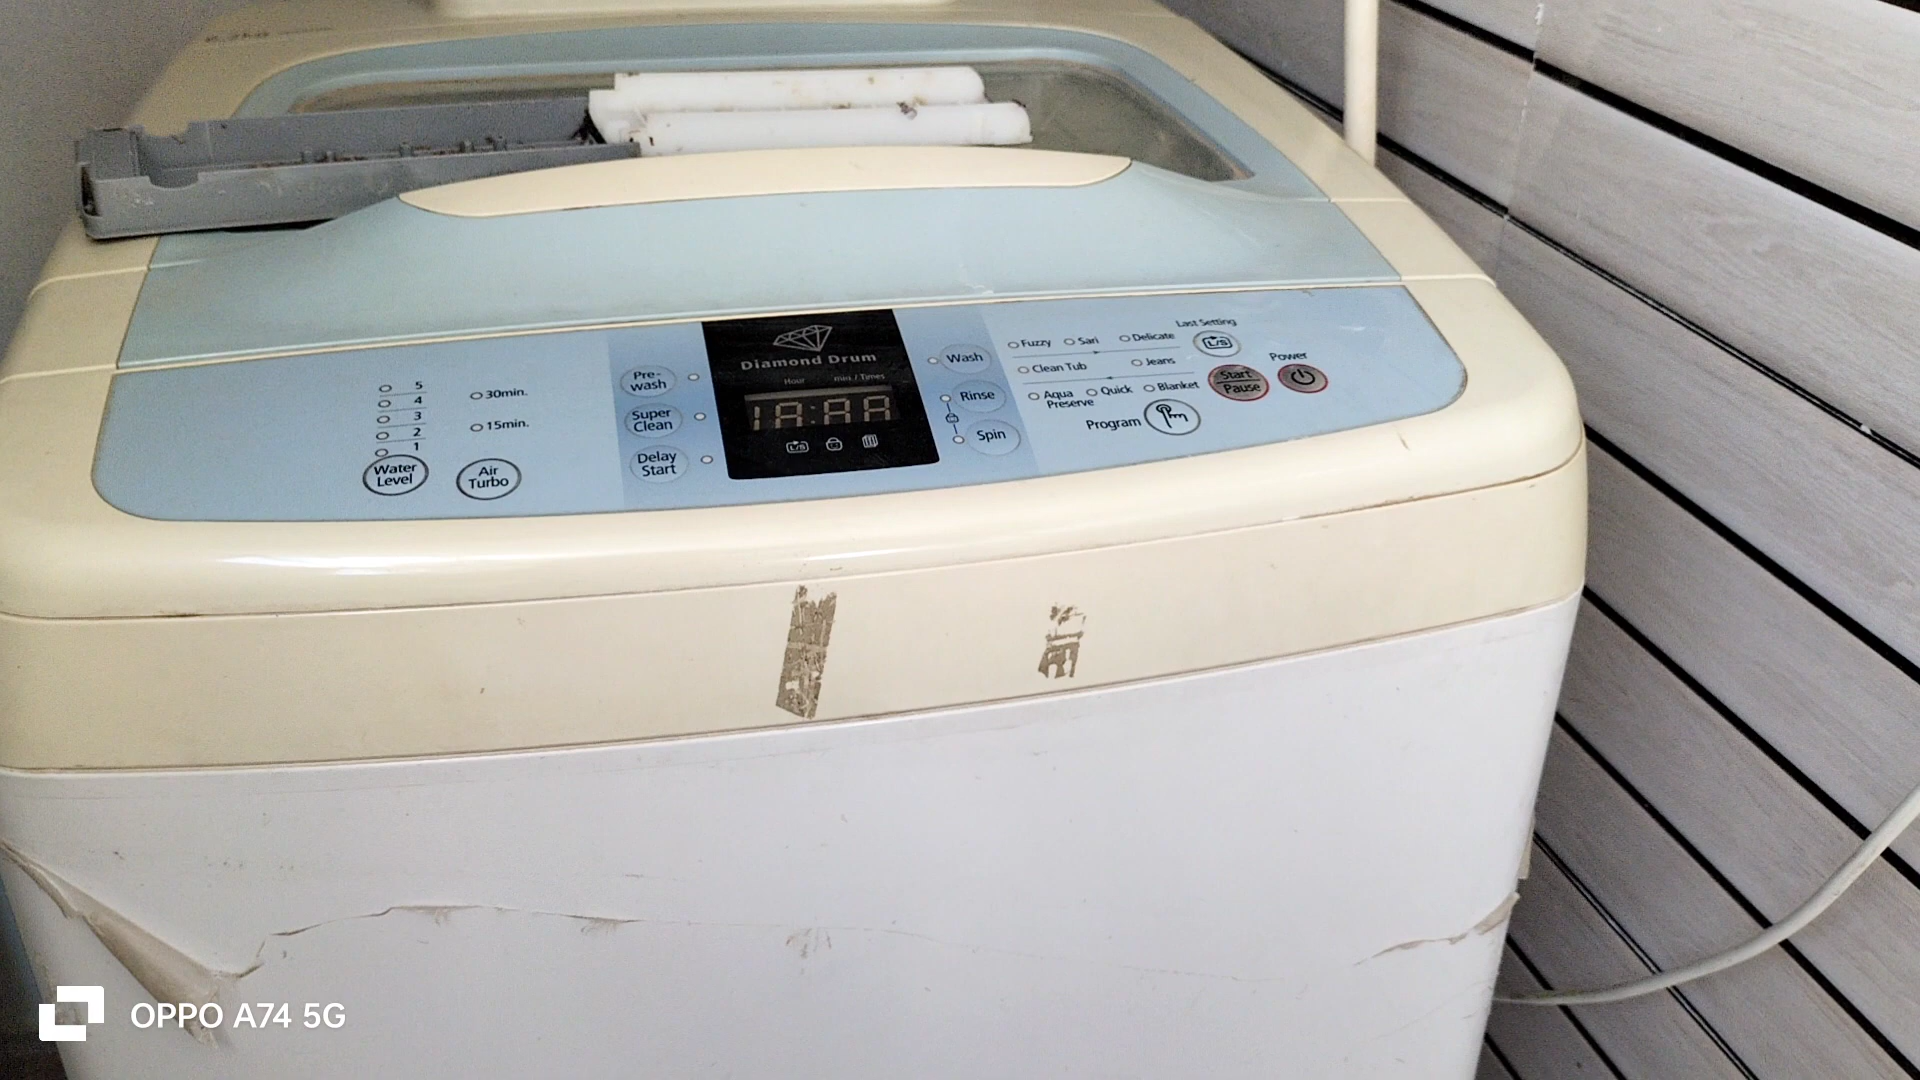 5
4
3
2
1
Water
Level
30min.
15min.
Air
Turbo
Pre-
wash
Super
Clean
Delay
Start
Diamond Drum
Hour min./Times
L/S
Wash
Rinse
Spin
Fuzzy Sari Delicate
Clean Tub Jeans
Aqua
Preserve
Quick Blanket
Program
Last Setting
L/S
Start
Pause
Power
OPPO A74 5G